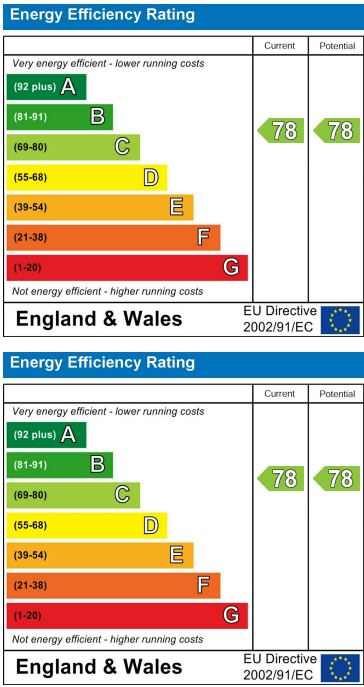 Energy Efficiency Rating
Current Potential
Very energy efficient - lower running costs
(92 plus) A
(81-91) B
78 78
(69-80) C
(55-68) D
(39-54) E
(21-38) F
(1-20) G
Not energy efficient - higher running costs
England & Wales
EU Directive
2002/91/EC
Energy Efficiency Rating
Current Potential
Very energy efficient - lower running costs
(92 plus) A
(81-91) B
78 78
(69-80) C
(55-68) D
(39-54) E
(21-38) F
(1-20) G
Not energy efficient - higher running costs
England & Wales
EU Directive
2002/91/EC